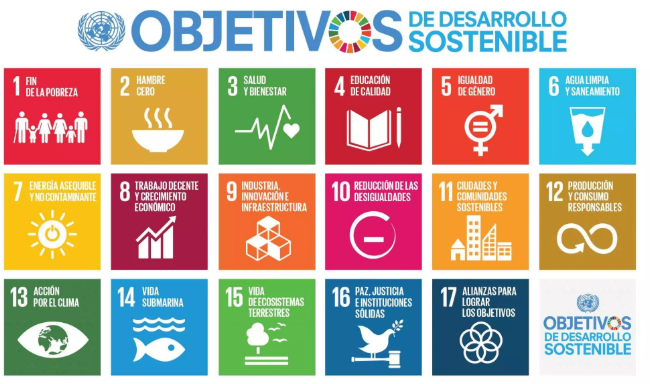 OBJETIVOS DE DESARROLLO
SOSTENIBLE
1 FIN
DE LA POBREZA
2 HAMBRE
CERO
3 SALUD
Y BIENESTAR
4 EDUCACIÓN
DE CALIDAD
5 IGUALDAD
DE GÉNERO
6 AGUA LIMPIA
Y SANEAMIENTO
7 ENERGÍA ASEQUIBLE
Y NO CONTAMINANTE
8 TRABAJO DECENTE
Y CRECIMIENTO
ECONÓMICO
9 INDUSTRIA,
INNOVACIÓN E
INFRAESTRUCTURA
10 REDUCCIÓN DE LAS
DESIGUALDADES
11 CIUDADES Y
COMUNIDADES
SOSTENIBLES
12 PRODUCCIÓN
Y CONSUMO
RESPONSABLES
13 ACCIÓN
POR EL CLIMA
14 VIDA
SUBMARINA
15 VIDA
DE ECOSISTEMAS
TERRESTRES
16 PAZ, JUSTICIA
E INSTITUCIONES
SÓLIDAS
17 ALIANZAS PARA
LOGRAR
LOS OBJETIVOS
OBJETIVOS
DE DESARROLLO
SOSTENIBLE